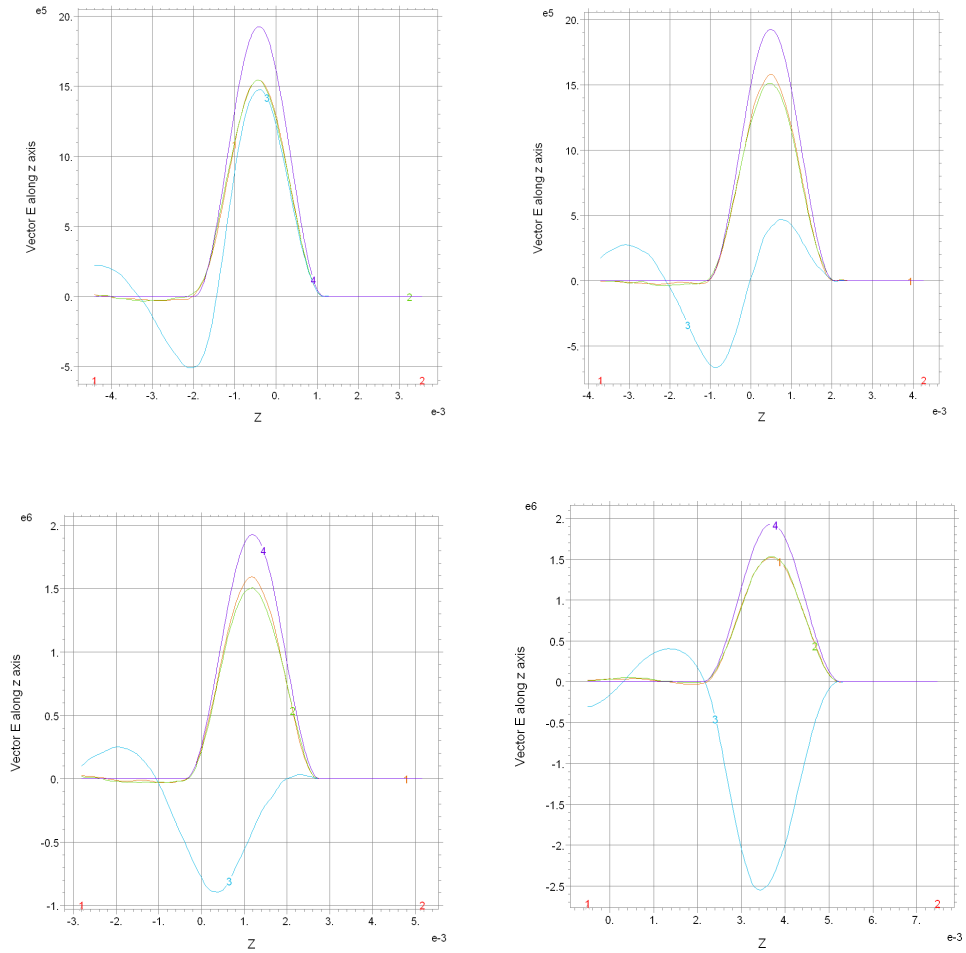 e5
20.
15.
10.
5.
0.
-5.
Vector E along z axis
3
4
2
1 2
-4. -3. -2. -1. 0. 1. 2. 3.
e-3
Z
e5
20.
15.
10.
5.
0.
-5.
Vector E along z axis
1
3
1 2
-4. -3. -2. -1. 0. 1. 2. 3. 4.
e-3
Z
e6
2.
1.
0.5
0.
-0.5
-1.
Vector E along z axis
4
2
1
3
1 2
-3. -2. -1. 0. 1. 2. 3. 4. 5.
e-3
Z
e6
2.
1.5
1.
0.5
0.
-0.5
-1.
-1.5
-2.
-2.5
Vector E along z axis
4
1
2
3
1 2
0. 1. 2. 3. 4. 5. 6. 7.
e-3
Z